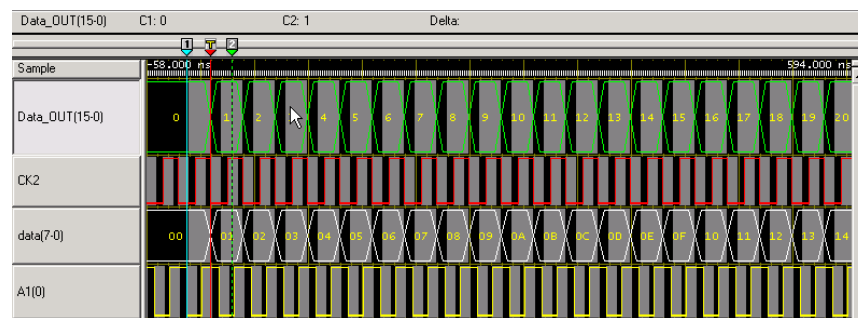 Data_OUT(15-0) C1: 0 C2: 1 Delta:
1 T 2
Sample -58.000 ns 594.000 ns
Data_OUT(15-0) 0 1 2 4 5 6 7 8 9 10 11 12 13 14 15 16 17 18 19 20
CK2
data(7-0) 00 01 02 03 04 05 06 07 08 09 0A 0B 0C 0D 0E 0F 10 11 12 13 14
A1(0)